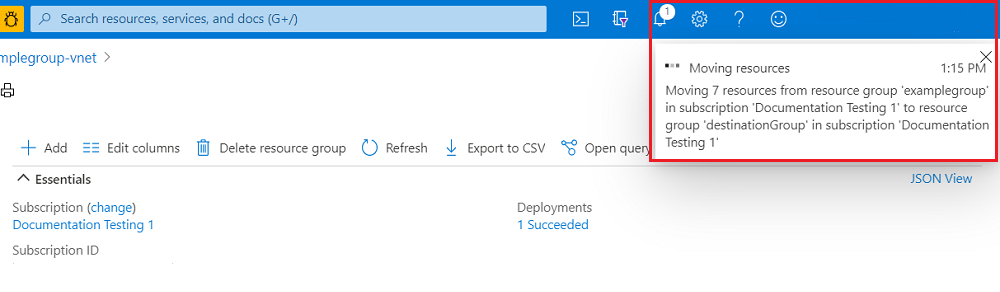 Search resources, services, and docs (G+/)
1
mplegroup-vnet >
Moving resources 1:15 PM
Moving 7 resources from resource group 'examplegroup'
in subscription 'Documentation Testing 1' to resource
group 'destinationGroup' in subscription 'Documentation
Testing 1'
Add Edit columns Delete resource group Refresh Export to CSV Open query
Essentials JSON View
Subscription (change) Deployments
Documentation Testing 1 1 Succeeded
Subscription ID